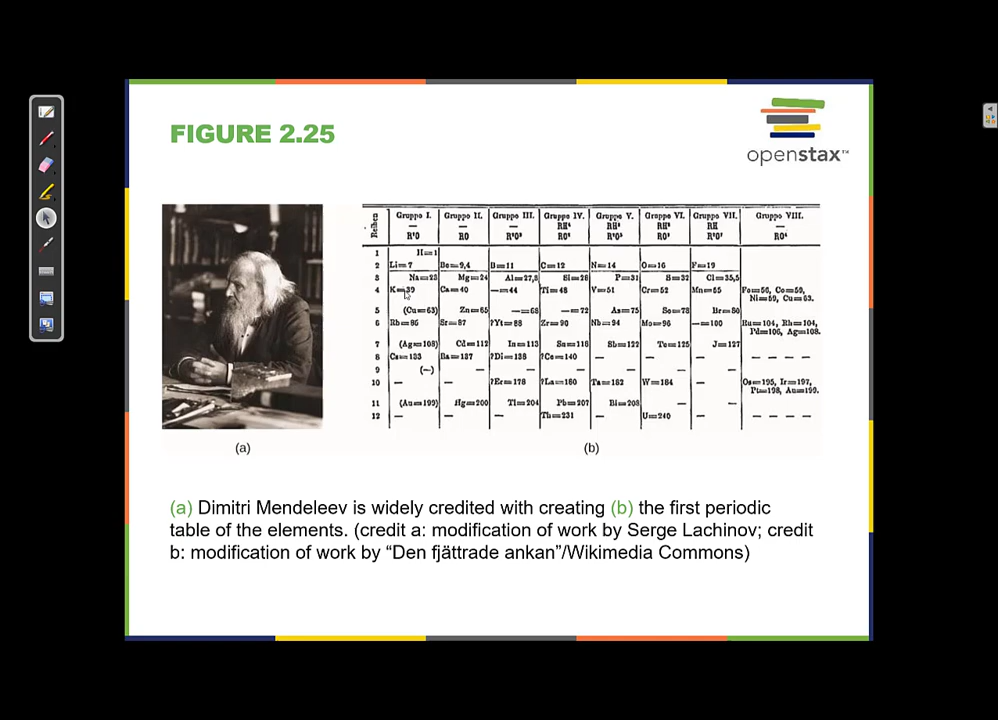 FIGURE 2.25
openstax™
Reihen
Gruppe I. Gruppe II. Gruppe III. Gruppe IV. Gruppe V. Gruppe VI. Gruppe VII. Gruppe VIII.
— — — RH⁴ RH³ RH² RH —
R²O RO R²O³ RO² R²O⁵ RO³ R²O⁷ RO⁴
1 H=1
2 Li=7 Be=9,4 B=11 C=12 N=14 O=16 F=19
3 Na=23 Mg=24 Al=27,3 Si=28 P=31 S=32 Cl=35,5
4 K=39 Ca=40 —=44 Ti=48 V=51 Cr=52 Mn=55 Fo=56, Co=59,
Ni=59, Cu=63.
5 (Cu=63) Zn=65 —=68 —=72 As=75 Se=78 Br=80
6 Rb=85 Sr=87 ?Yt=88 Zr=90 Nb=94 Mo=96 —=100 Ru=104, Rh=104,
Pd=106, Ag=108.
7 (Ag=108) Cd=112 In=113 Sn=118 Sb=122 Te=125 J=127
8 Cs=133 Ba=137 ?Di=138 ?Ce=140 — — — — — — —
9 (—) — — — — — —
10 — — ?Er=178 ?La=180 Ta=182 W=184 — Os=195, Ir=197,
Pt=198, Au=199.
11 (Au=199) Hg=200 Tl=204 Pb=207 Bi=208 — —
12 — — — Th=231 — U=240 — — — — —
(a)
(b)
(a) Dimitri Mendeleev is widely credited with creating (b) the first periodic
table of the elements. (credit a: modification of work by Serge Lachinov; credit
b: modification of work by “Den fjättrade ankan”/Wikimedia Commons)